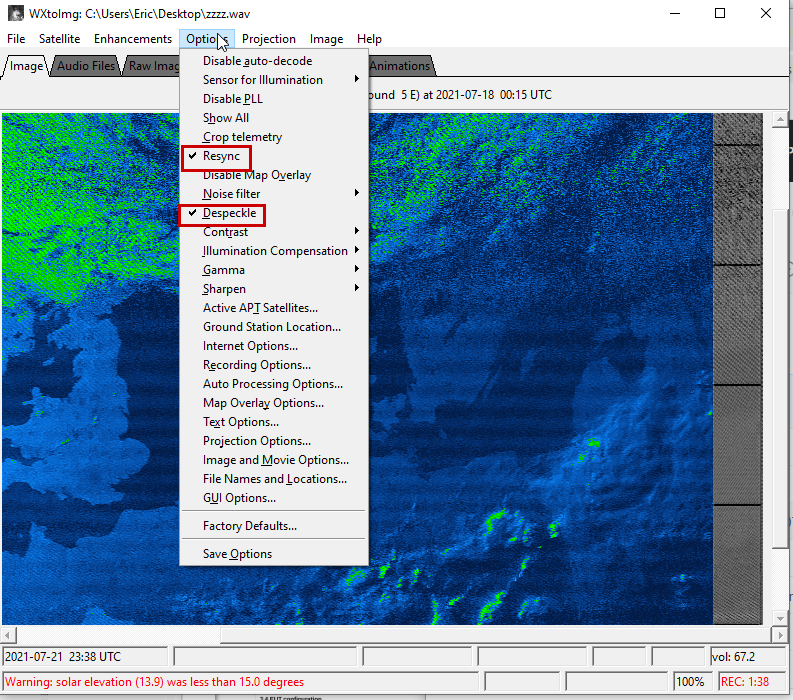 WXtoImg: C:\Users\Eric\Desktop\zzzz.wav
File Satellite Enhancements Options Projection Image Help
Image Audio Files Raw Imag Animations
ound 5 E) at 2021-07-18 00:15 UTC
Disable auto-decode
Sensor for Illumination
Disable PLL
Show All
Crop telemetry
Resync
Disable Map Overlay
Noise filter
Despeckle
Contrast
Illumination Compensation
Gamma
Sharpen
Active APT Satellites...
Ground Station Location...
Internet Options...
Recording Options...
Auto Processing Options...
Map Overlay Options...
Text Options...
Projection Options...
Image and Movie Options...
File Names and Locations...
GUI Options...
Factory Defaults...
Save Options
2021-07-21 23:38 UTC vol: 67.2
Warning: solar elevation (13.9) was less than 15.0 degrees 100% REC: 1:38